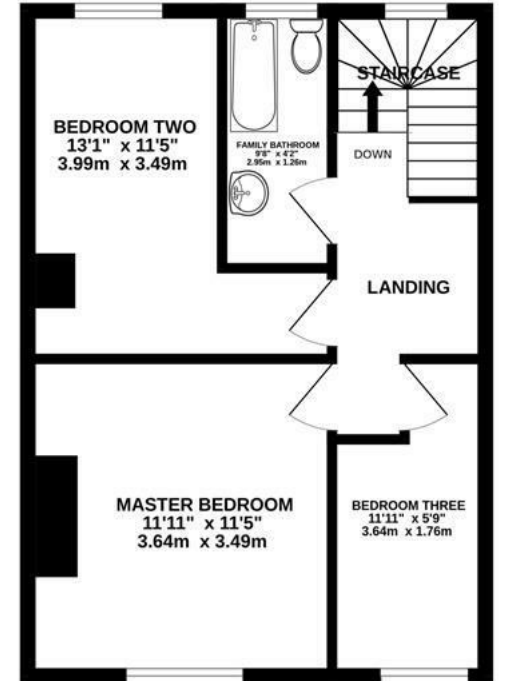 STAIRCASE
BEDROOM TWO
13'1" x 11'5"
3.99m x 3.49m
FAMILY BATHROOM
9'8" x 4'2"
2.95m x 1.26m
DOWN
LANDING
MASTER BEDROOM
11'11" x 11'5"
3.64m x 3.49m
BEDROOM THREE
11'11" x 5'9"
3.64m x 1.76m